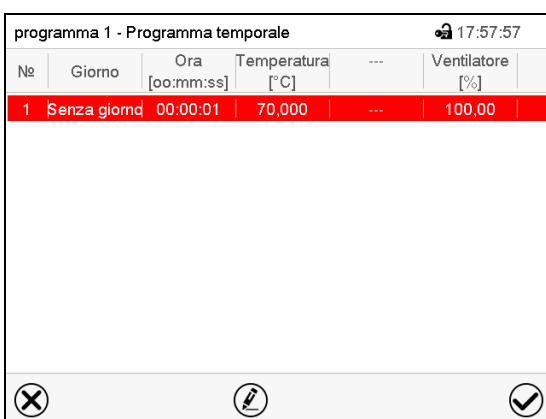 programma 1 - Programma temporale 17:57:57
№ Giorno Ora [oo:mm:ss] Temperatura [°C] --- Ventilatore [%]
1 Senza giorno 00:00:01 70,000 --- 100,00